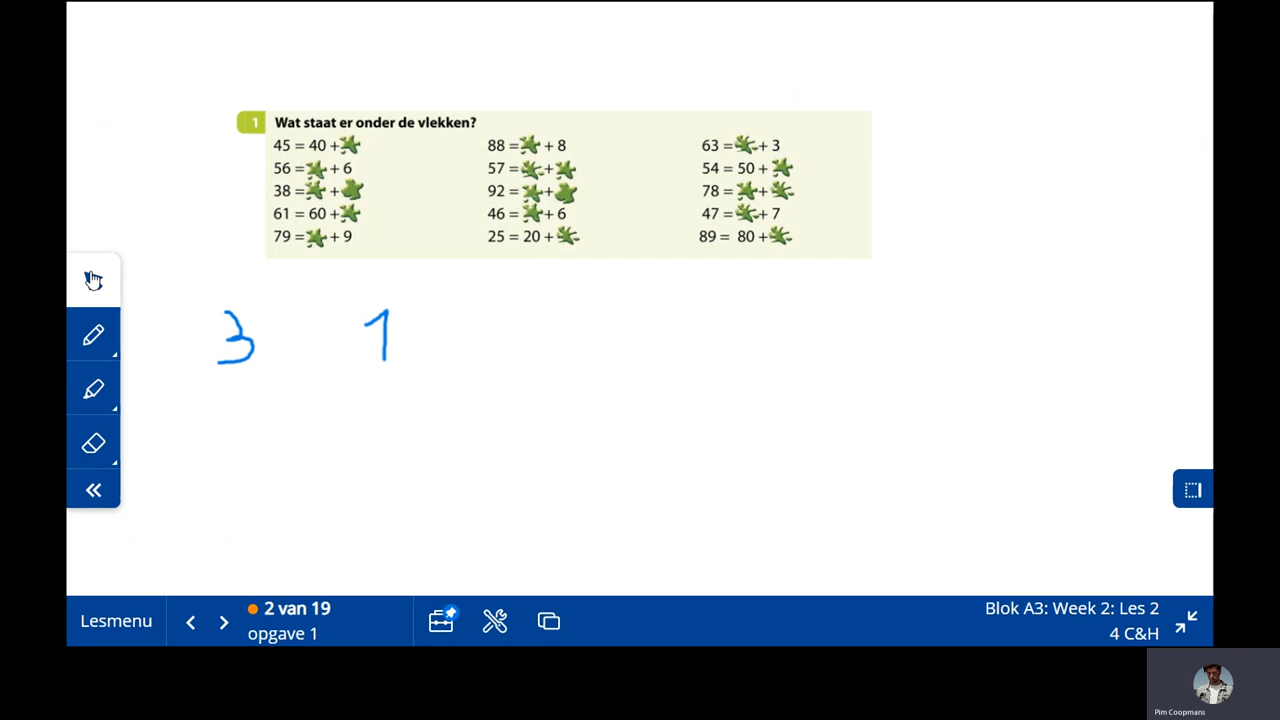 1 Wat staat er onder de vlekken?
45 = 40 + 88 = + 8 63 = + 3
56 = + 6 57 = + 54 = 50 +
38 = + 92 = + 78 = +
61 = 60 + 46 = + 6 47 = + 7
79 = + 9 25 = 20 + 89 = 80 +
3 1
Lesmenu
2 van 19
opgave 1
Blok A3: Week 2: Les 2
4 C&H
Pim Coopmans